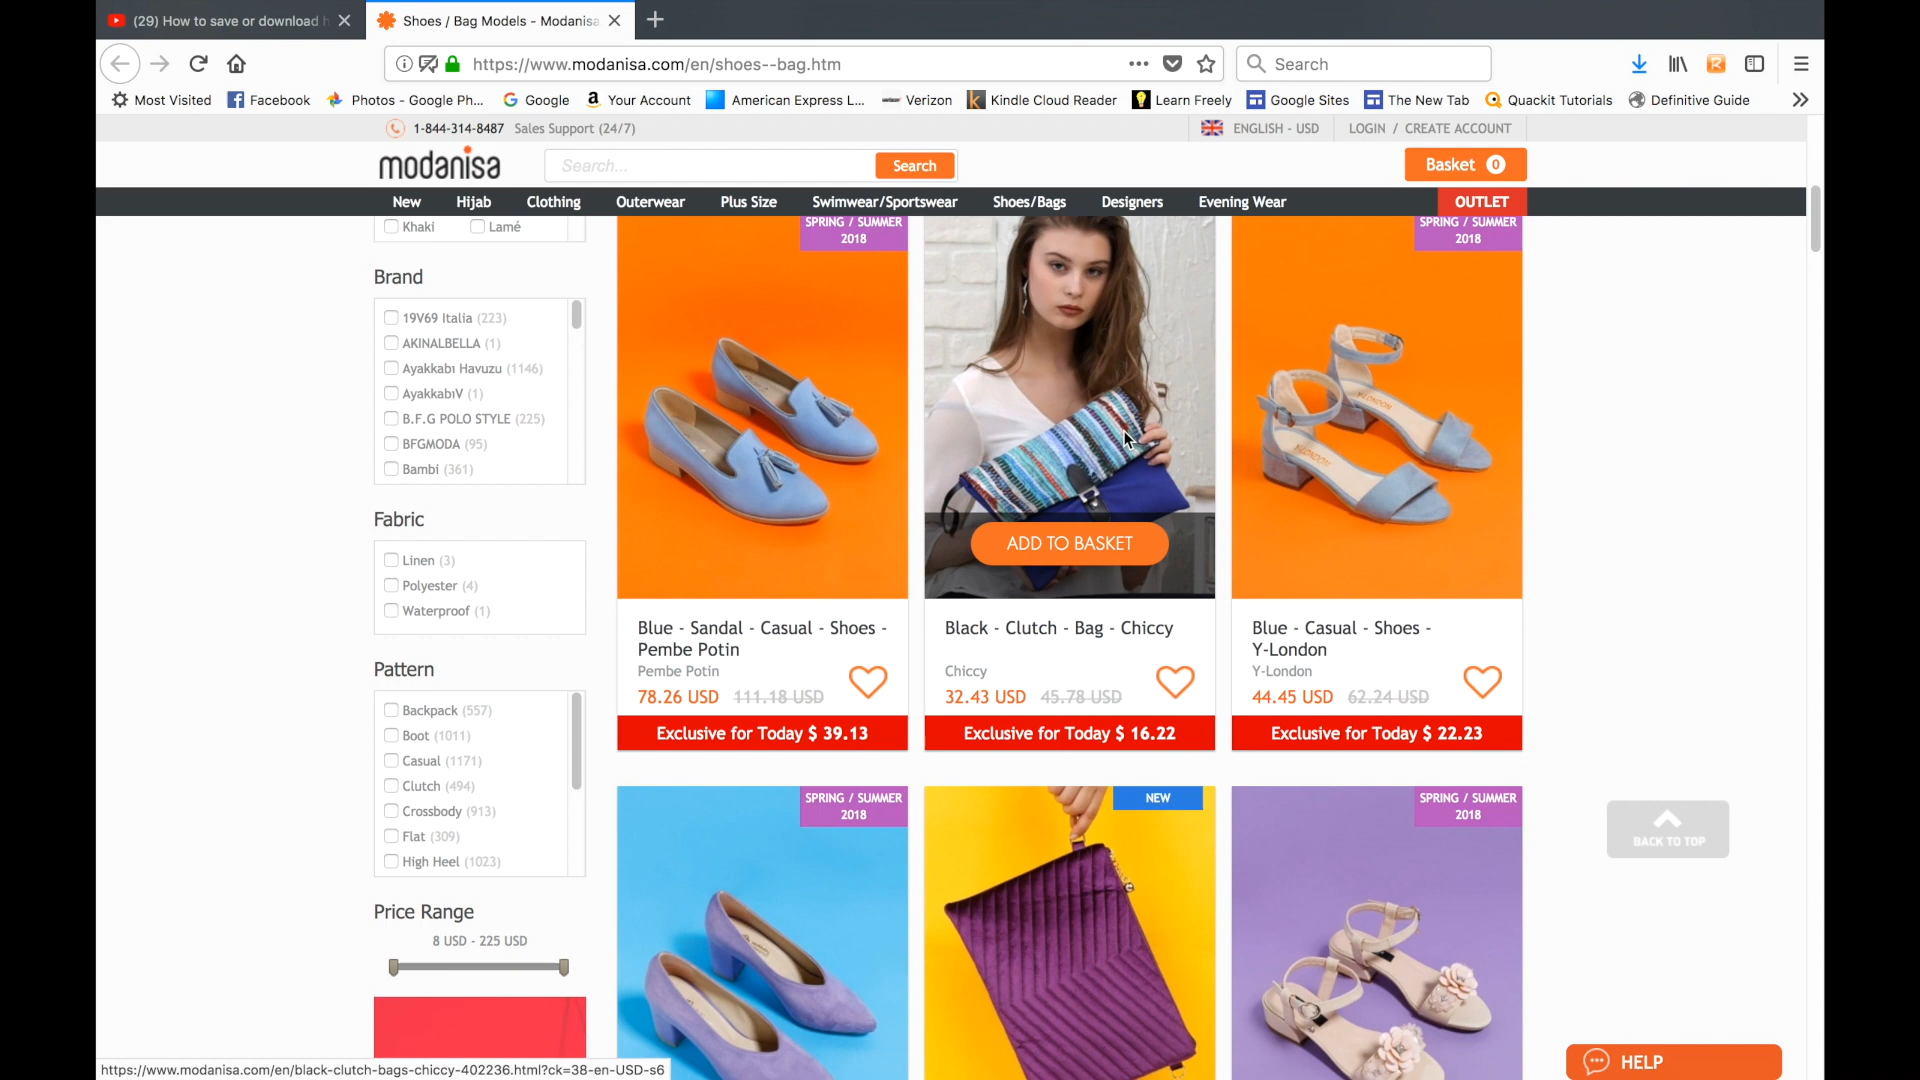 (29) How to save or download h
Shoes / Bag Models - Modanisa
https://www.modanisa.com/en/shoes--bag.htm
Search
Most Visited
Facebook
Photos - Google Ph...
Google
Your Account
American Express L...
Verizon
Kindle Cloud Reader
Learn Freely
Google Sites
The New Tab
Quackit Tutorials
Definitive Guide
1-844-314-8487 Sales Support (24/7)
ENGLISH - USD
LOGIN / CREATE ACCOUNT
modanisa
Search...
Search
Basket 0
New
Hijab
Clothing
Outerwear
Plus Size
Swimwear/Sportswear
Shoes/Bags
Designers
Evening Wear
OUTLET
Khaki
Lamé
Brand
19V69 Italia (223)
AKINALBELLA (1)
Ayakkabı Havuzu (1146)
AyakkabıV (1)
B.F.G POLO STYLE (225)
BFGMODA (95)
Bambi (361)
Fabric
Linen (3)
Polyester (4)
Waterproof (1)
Pattern
Backpack (557)
Boot (1011)
Casual (1171)
Clutch (494)
Crossbody (913)
Flat (309)
High Heel (1023)
Price Range
8 USD - 225 USD
SPRING / SUMMER
2018
Blue - Sandal - Casual - Shoes -
Pembe Potin
Pembe Potin
78.26 USD 111.18 USD
Exclusive for Today $ 39.13
ADD TO BASKET
Black - Clutch - Bag - Chiccy
Chiccy
32.43 USD 45.78 USD
Exclusive for Today $ 16.22
SPRING / SUMMER
2018
Y-LONDON
Y-LONDON
Blue - Casual - Shoes -
Y-London
Y-London
44.45 USD 62.24 USD
Exclusive for Today $ 22.23
SPRING / SUMMER
2018
NEW
SPRING / SUMMER
2018
BACK TO TOP
HELP
https://www.modanisa.com/en/black-clutch-bags-chiccy-402236.html?ck=38-en-USD-s6